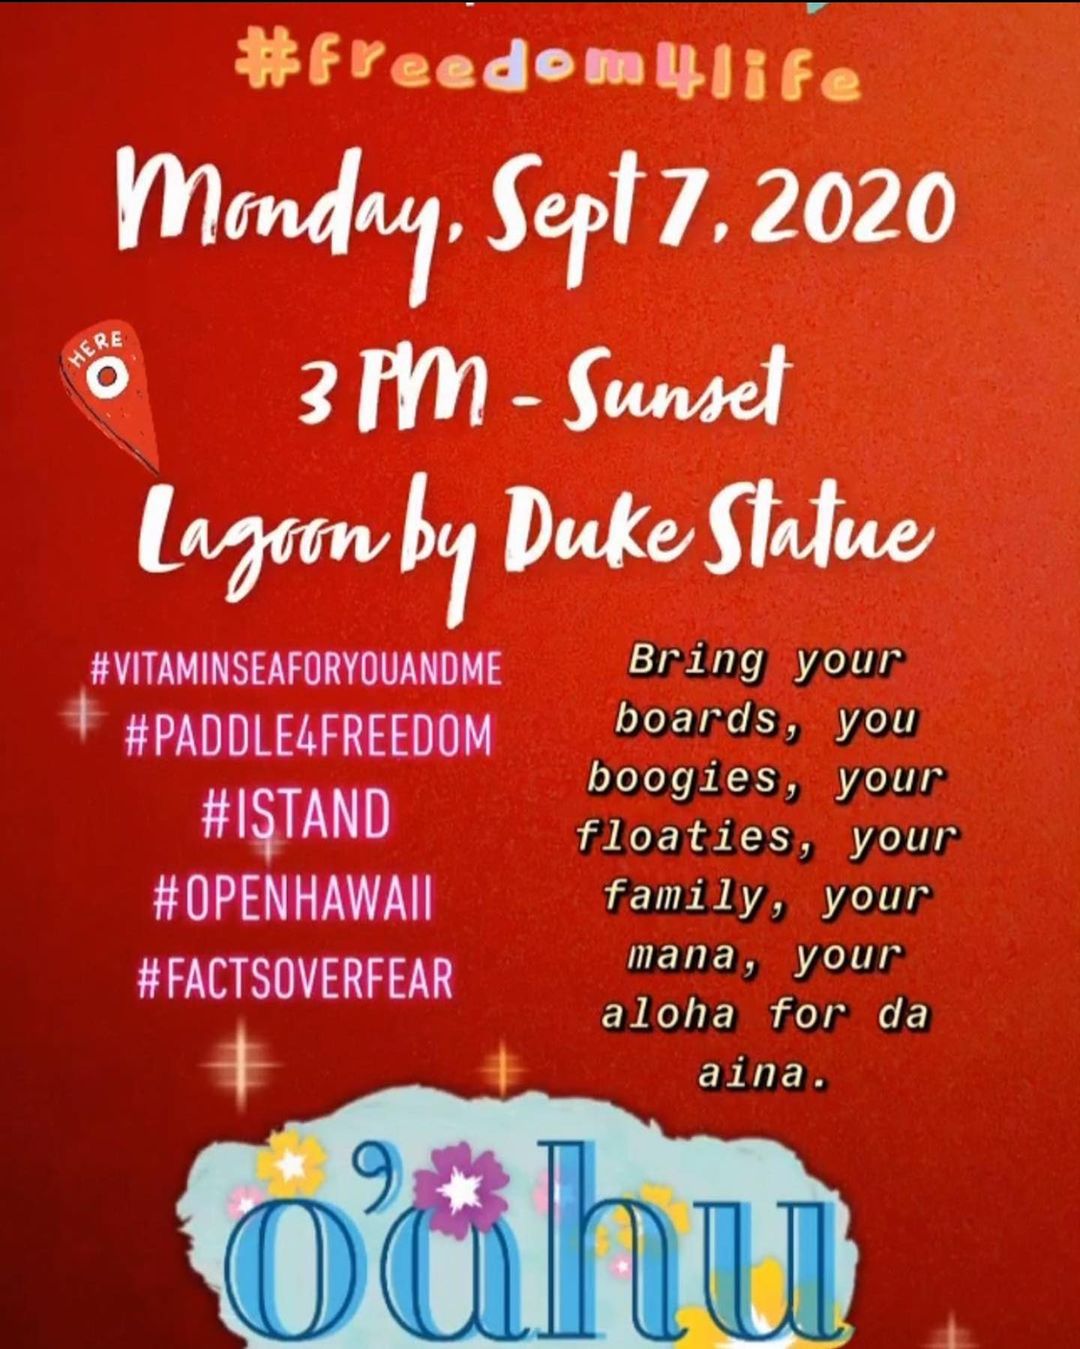 #freedom4life
Monday, Sept 7, 2020
HERE
3 PM - Sunset
Lagoon by Duke Statue
#VITAMINSEAFORYOUANDME
#PADDLE4FREEDOM
#ISTAND
#OPENHAWAII
#FACTSOVERFEAR
Bring your
boards, you
boogies, your
floaties, your
family, your
mana, your
aloha for da
aina.
o'ahu